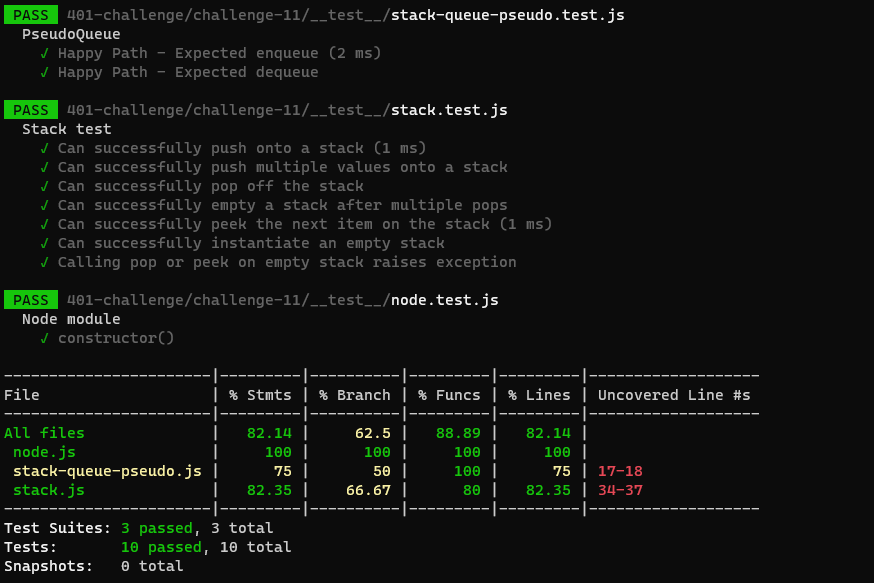 PASS 401-challenge/challenge-11/__test__/stack-queue-pseudo.test.js
PseudoQueue
√ Happy Path - Expected enqueue (2 ms)
√ Happy Path - Expected dequeue
PASS 401-challenge/challenge-11/__test__/stack.test.js
Stack test
√ Can successfully push onto a stack (1 ms)
√ Can successfully push multiple values onto a stack
√ Can successfully pop off the stack
√ Can successfully empty a stack after multiple pops
√ Can successfully peek the next item on the stack (1 ms)
√ Can successfully instantiate an empty stack
√ Calling pop or peek on empty stack raises exception
PASS 401-challenge/challenge-11/__test__/node.test.js
Node module
√ constructor()
-----------------------|---------|----------|---------|---------|-------------------
File | % Stmts | % Branch | % Funcs | % Lines | Uncovered Line #s
-----------------------|---------|----------|---------|---------|-------------------
All files | 82.14 | 62.5 | 88.89 | 82.14 |
node.js | 100 | 100 | 100 | 100 |
stack-queue-pseudo.js | 75 | 50 | 100 | 75 | 17-18
stack.js | 82.35 | 66.67 | 80 | 82.35 | 34-37
-----------------------|---------|----------|---------|---------|-------------------
Test Suites: 3 passed, 3 total
Tests: 10 passed, 10 total
Snapshots: 0 total